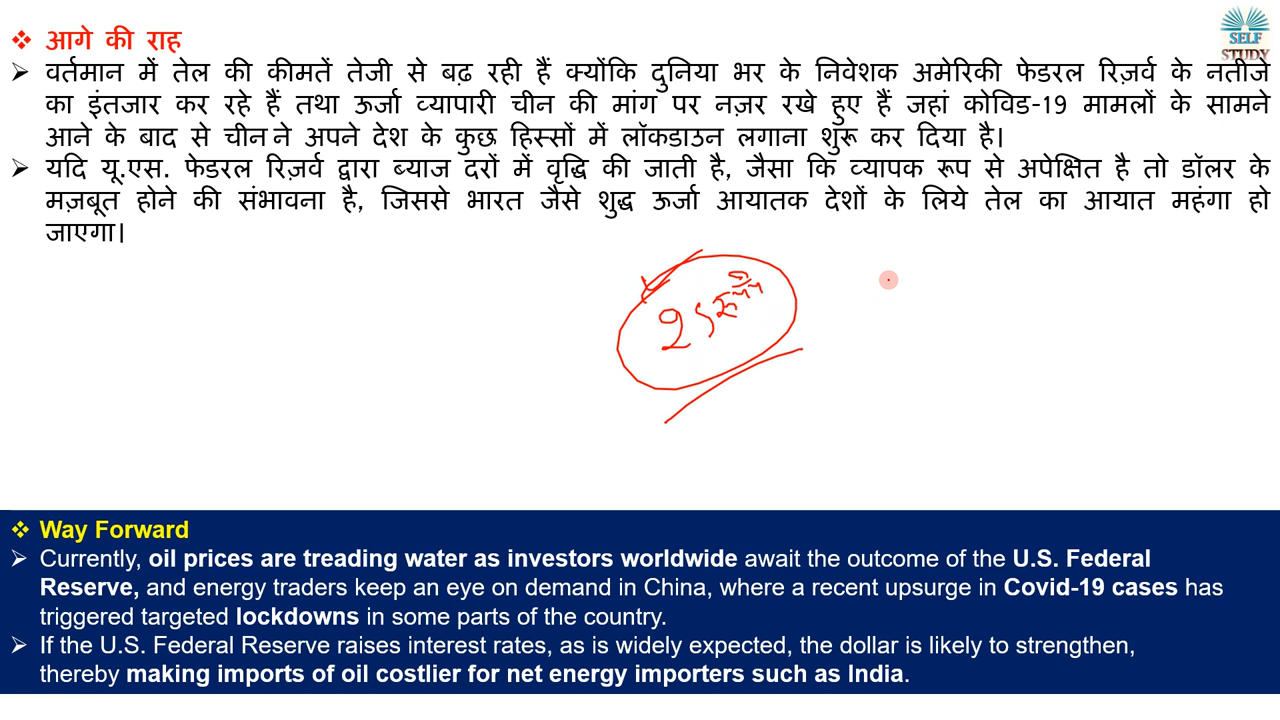 ❖ आगे की राह
SELF
STUDY
➢ वर्तमान में तेल की कीमतें तेजी से बढ़ रही हैं क्योंकि दुनिया भर के निवेशक अमेरिकी फेडरल रिज़र्व के नतीजे
का इंतजार कर रहे हैं तथा ऊर्जा व्यापारी चीन की मांग पर नज़र रखे हुए हैं जहां कोविड-19 मामलों के सामने
आने के बाद से चीन ने अपने देश के कुछ हिस्सों में लॉकडाउन लगाना शुरू कर दिया है।
➢ यदि यू.एस. फेडरल रिज़र्व द्वारा ब्याज दरों में वृद्धि की जाती है, जैसा कि व्यापक रूप से अपेक्षित है तो डॉलर के
मज़बूत होने की संभावना है, जिससे भारत जैसे शुद्ध ऊर्जा आयातक देशों के लिये तेल का आयात महंगा हो
जाएगा।
❖ Way Forward
➢ Currently, oil prices are treading water as investors worldwide await the outcome of the U.S. Federal
Reserve, and energy traders keep an eye on demand in China, where a recent upsurge in Covid-19 cases has
triggered targeted lockdowns in some parts of the country.
➢ If the U.S. Federal Reserve raises interest rates, as is widely expected, the dollar is likely to strengthen,
thereby making imports of oil costlier for net energy importers such as India.